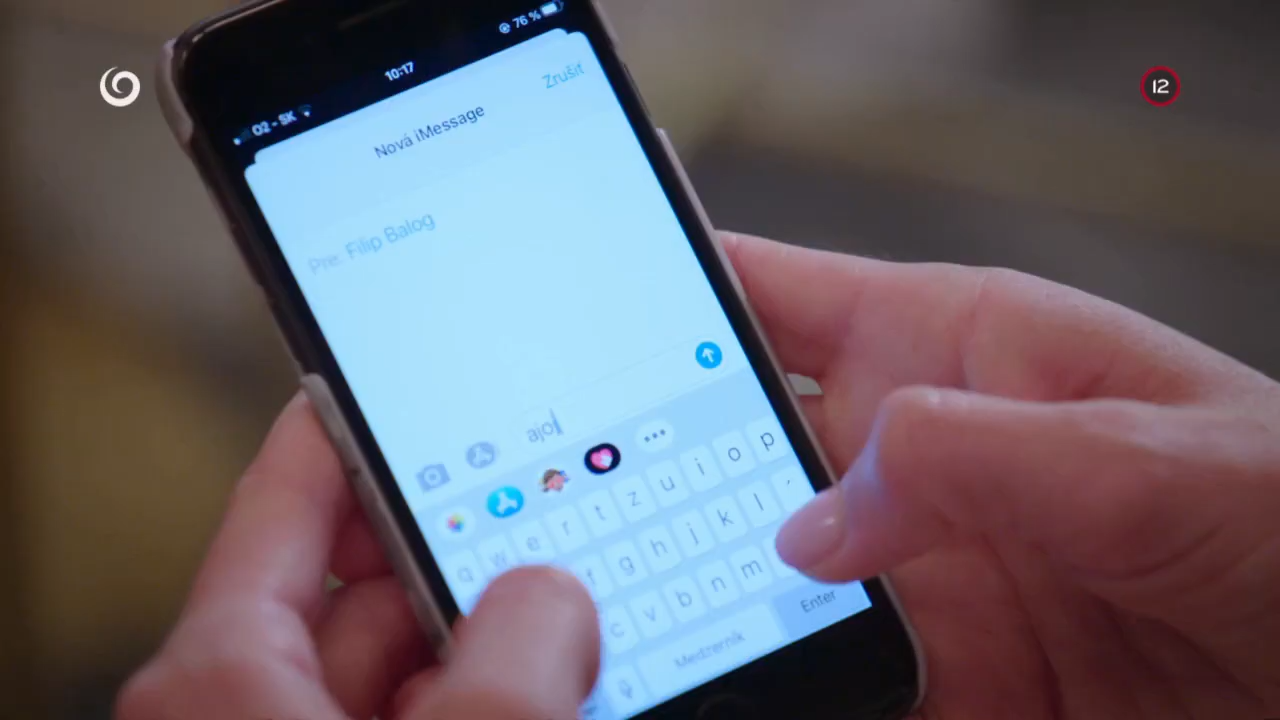 76 %
10:17
12
O2 - SK
Zrušiť
Nová iMessage
Pre: Filip Balog
ajo
q w e r t z u i o p
f g h j k l ´
c v b n m
Medzerník
Enter